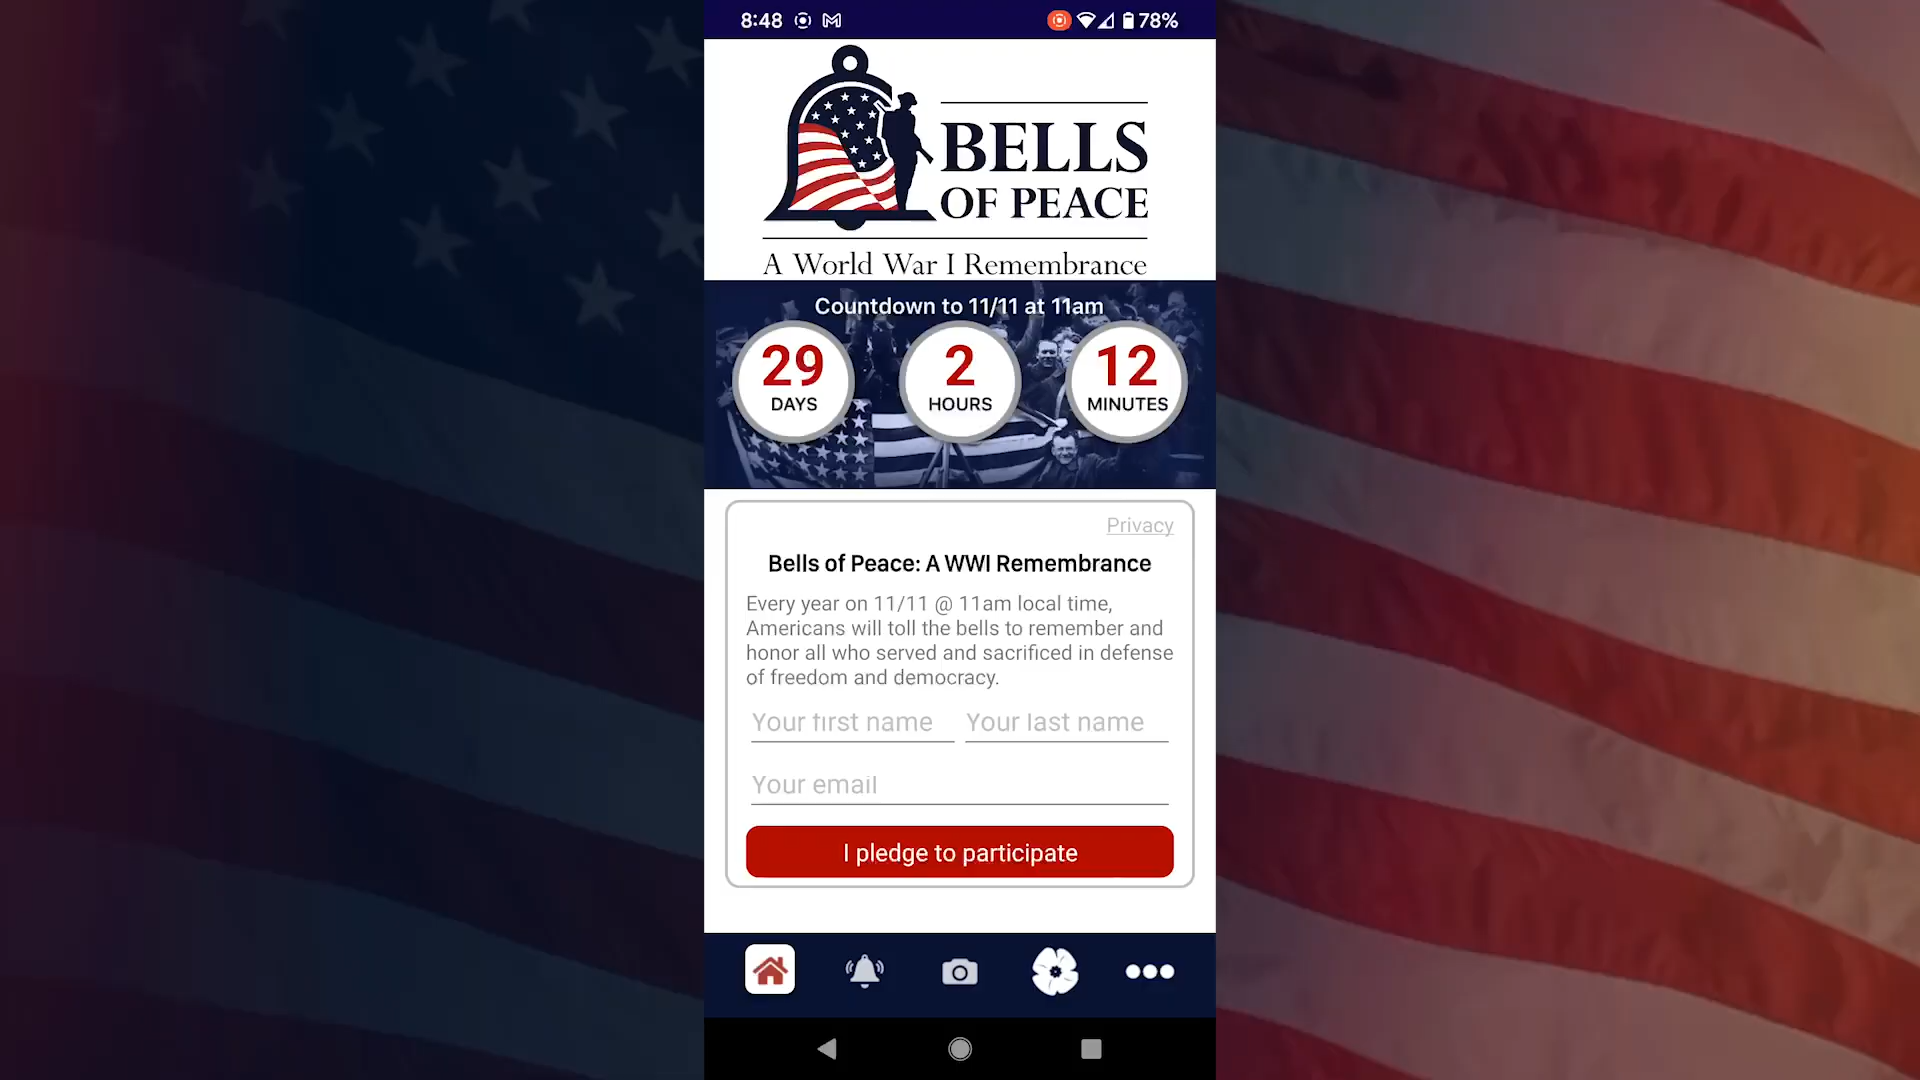 8:48
78%
BELLS
OF PEACE
A World War I Remembrance
Countdown to 11/11 at 11am
29 2 12
DAYS HOURS MINUTES
Privacy
Bells of Peace: A WWI Remembrance
Every year on 11/11 @ 11am local time,
Americans will toll the bells to remember and
honor all who served and sacrificed in defense
of freedom and democracy.
Your first name Your last name
Your email
I pledge to participate